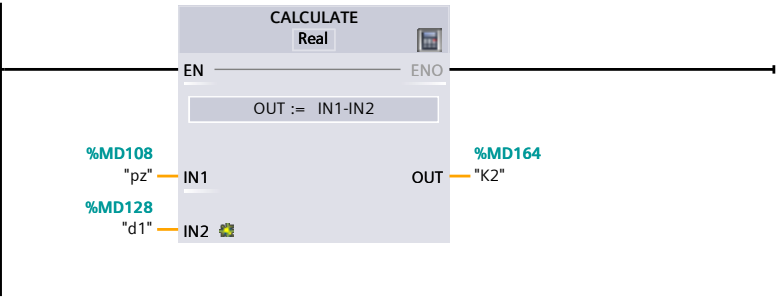 CALCULATE
Real
EN ENO
OUT := IN1-IN2
%MD108 %MD164
"pz" IN1 OUT "K2"
%MD128
"d1" IN2